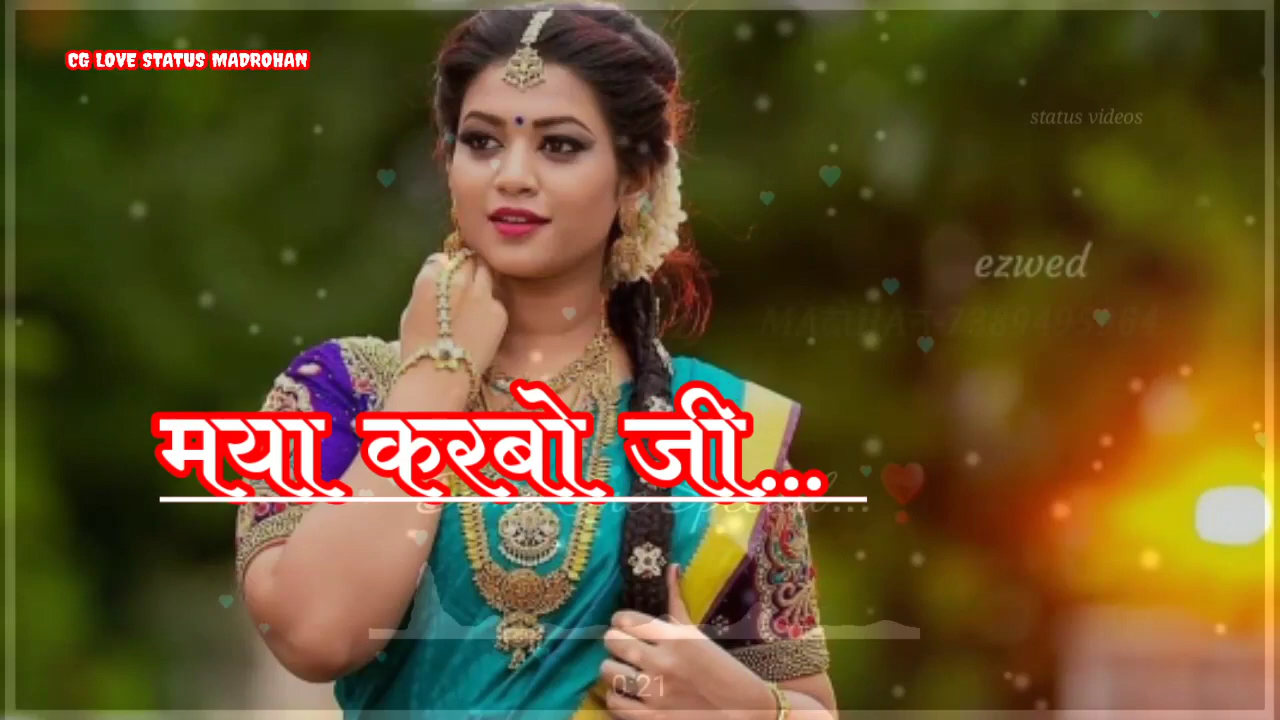 CG LOVE STATUS MADROHAN
status videos
ezwed
मया करबो जी...
0:21